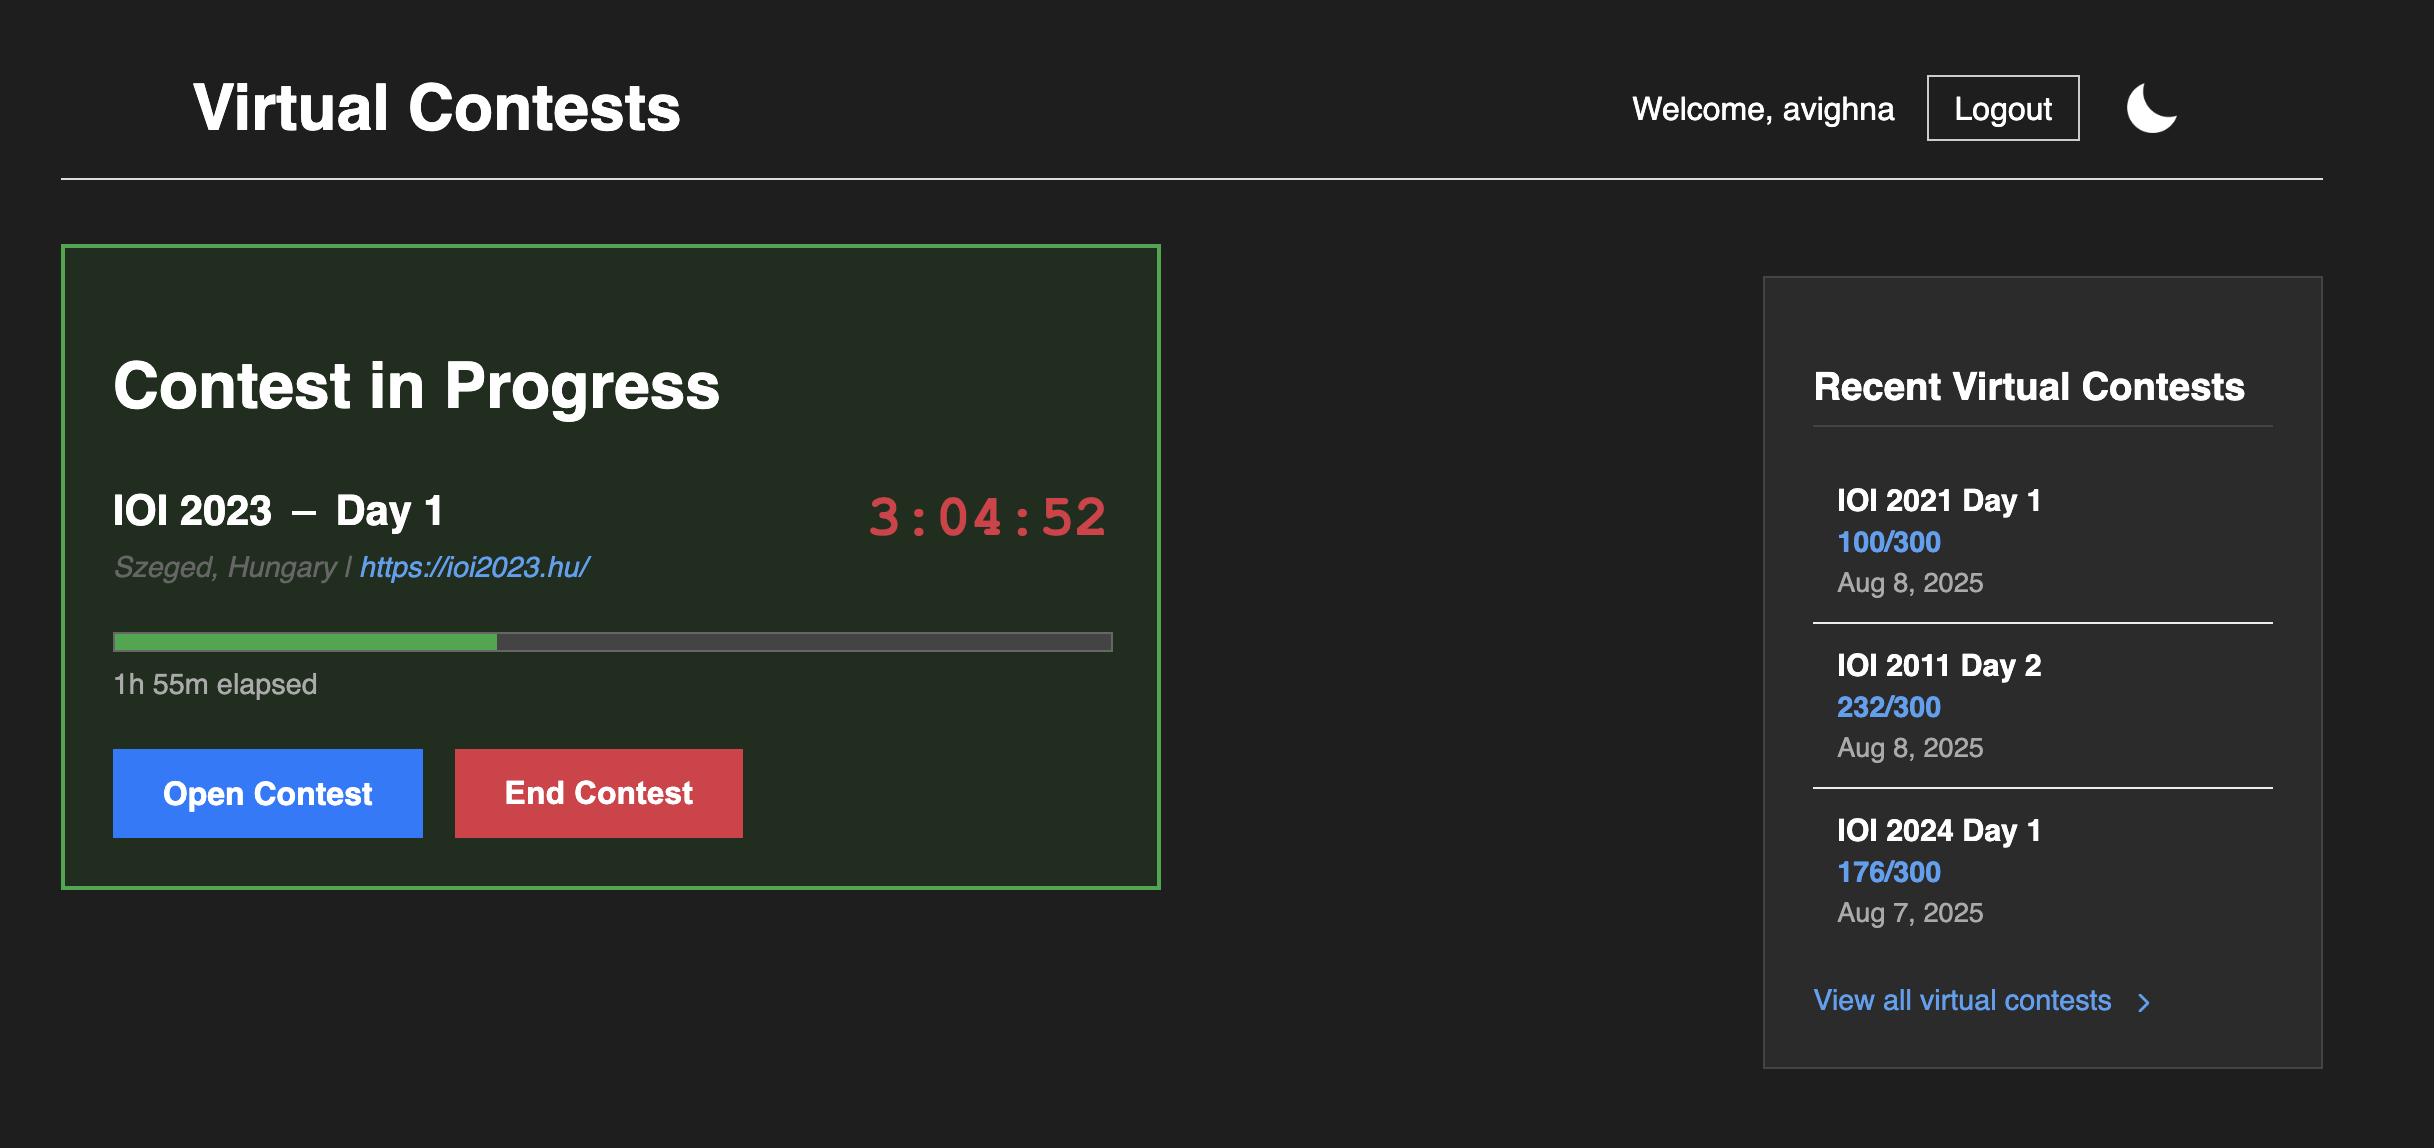 Virtual Contests
Welcome, avighna
Logout
Contest in Progress
IOI 2023 – Day 1
3:04:52
Szeged, Hungary | https://ioi2023.hu/
1h 55m elapsed
Open Contest
End Contest
Recent Virtual Contests
IOI 2021 Day 1
100/300
Aug 8, 2025
IOI 2011 Day 2
232/300
Aug 8, 2025
IOI 2024 Day 1
176/300
Aug 7, 2025
View all virtual contests